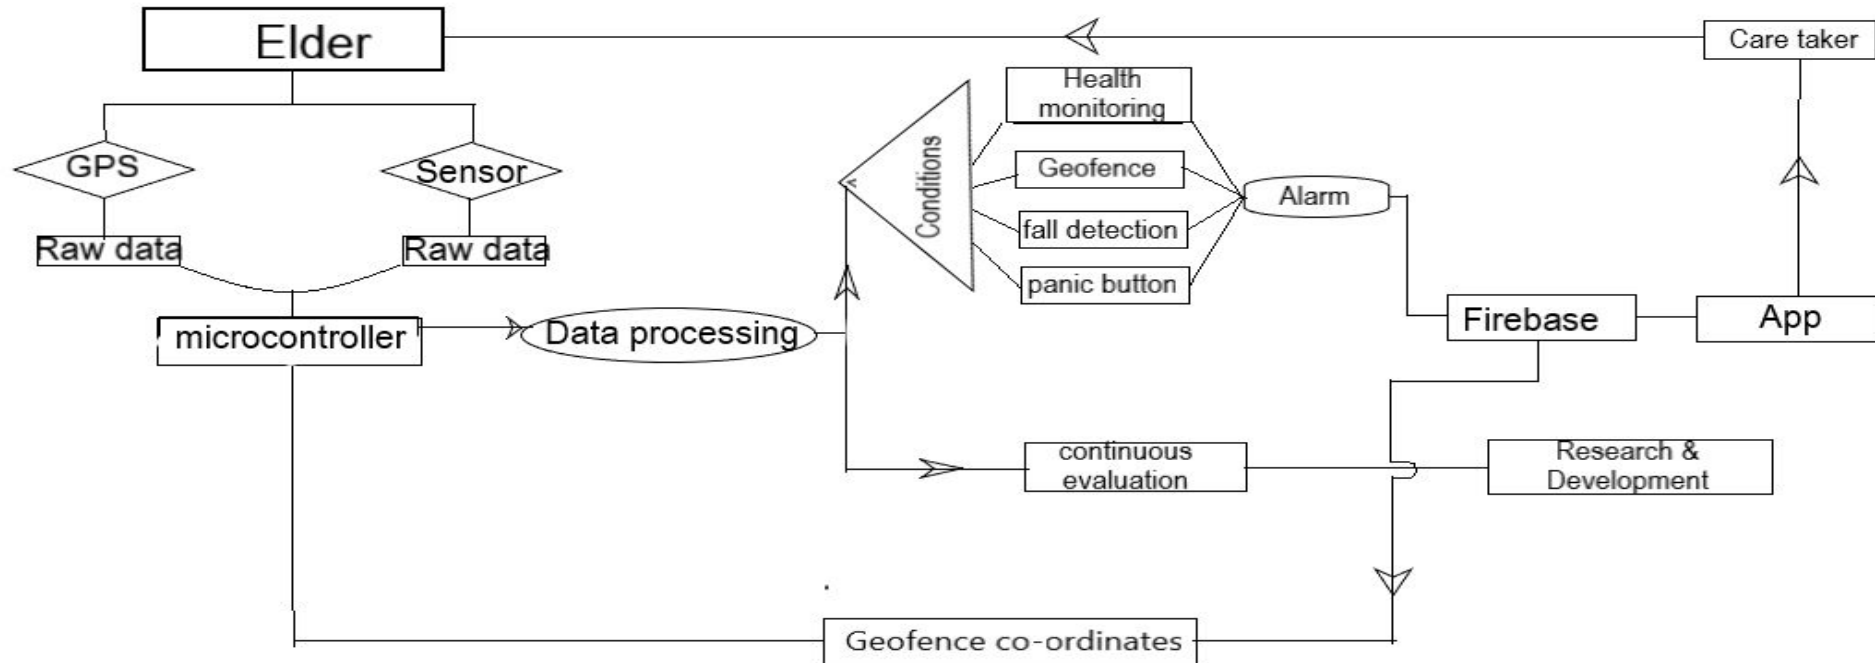 Elder
Care taker
Health
monitoring
GPS
Sensor
Conditions
Geofence
Alarm
fall detection
Raw data
Raw data
panic button
microcontroller
Data processing
Firebase
App
continuous
evaluation
Research &
Development
Geofence co-ordinates